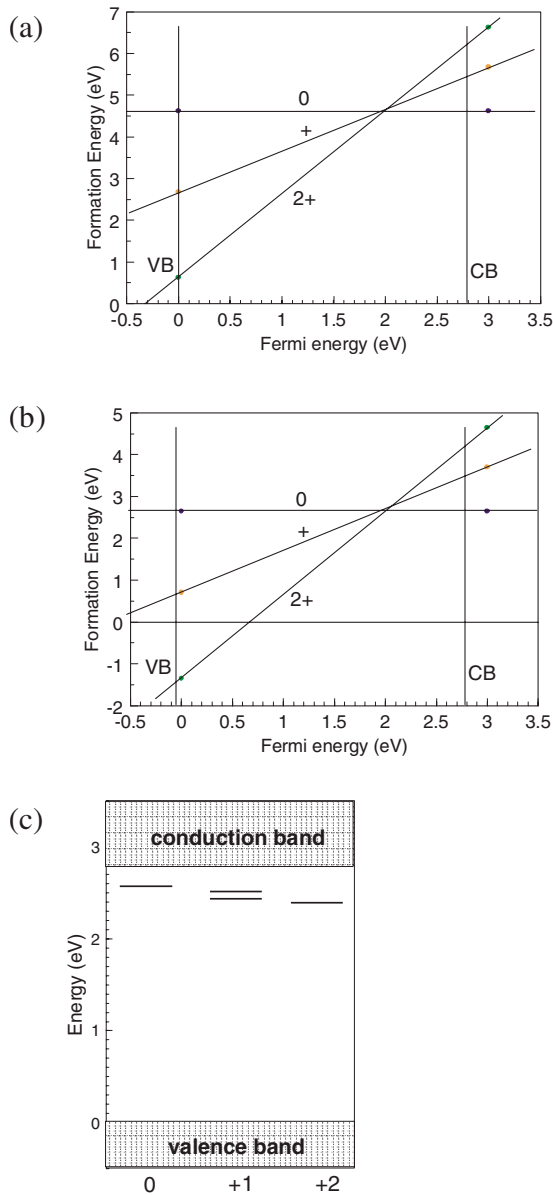 (a)
7
6
5
4
3
2
1
0
Formation Energy (eV)
0
+
2+
VB
CB
-0.5 0 0.5 1 1.5 2 2.5 3 3.5
Fermi energy (eV)
(b)
5
4
3
2
1
0
-1
-2
Formation Energy (eV)
0
+
2+
VB
CB
-0.5 0 0.5 1 1.5 2 2.5 3 3.5
Fermi energy (eV)
(c)
conduction band
3
2
1
0
Energy (eV)
valence band
0 +1 +2